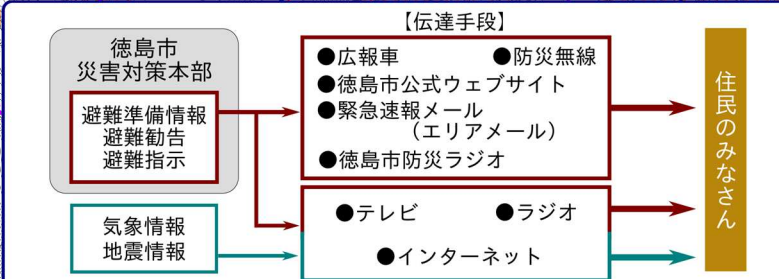 【伝達手段】
徳島市
災害対策本部
避難準備情報
避難勧告
避難指示
気象情報
地震情報
●広報車 ●防災無線
●徳島市公式ウェブサイト
●緊急速報メール
（エリアメール）
●徳島市防災ラジオ
●テレビ ●ラジオ
●インターネット
住民のみなさん